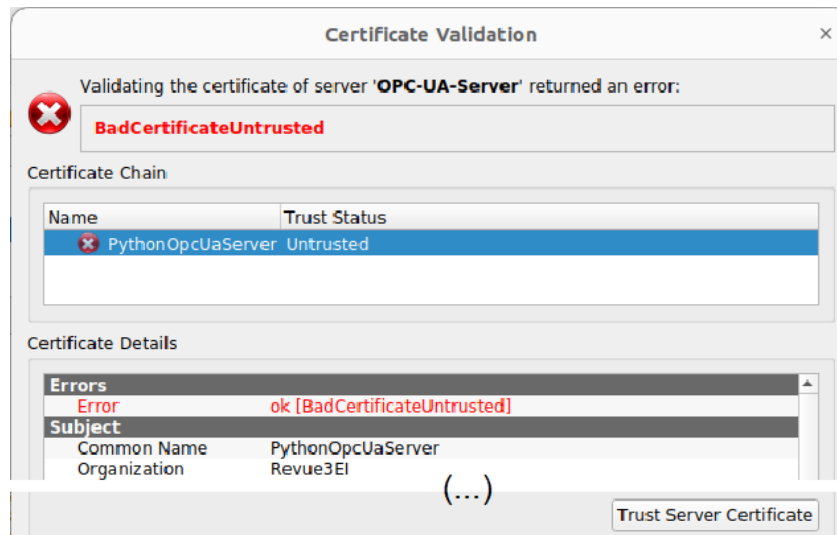 Certificate Validation ×
Validating the certificate of server 'OPC-UA-Server' returned an error:
BadCertificateUntrusted
Certificate Chain
Name Trust Status
PythonOpcUaServer Untrusted
Certificate Details
Errors
Error ok [BadCertificateUntrusted]
Subject
Common Name PythonOpcUaServer
Organization Revue3EI
(...)
Trust Server Certificate